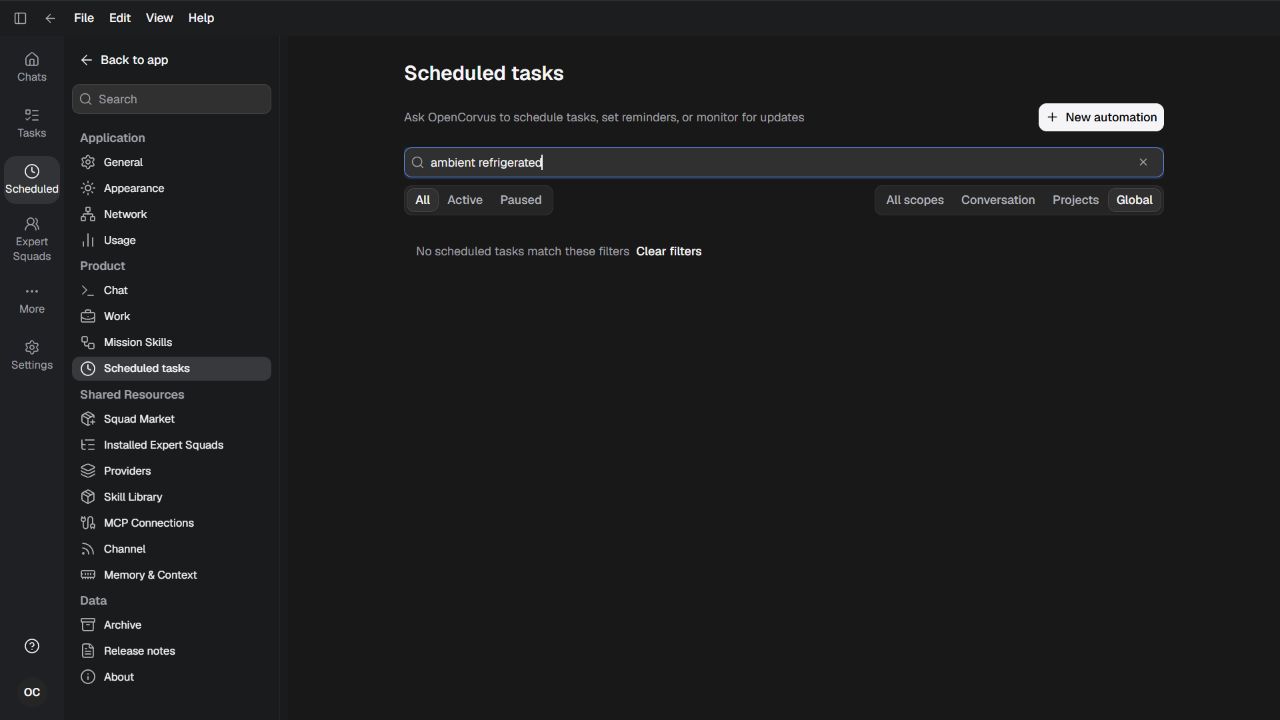 File Edit View Help
Chats
Tasks
Scheduled
Expert
Squads
More
Settings
OC
Back to app
Search
Application
General
Appearance
Network
Usage
Product
Chat
Work
Mission Skills
Scheduled tasks
Shared Resources
Squad Market
Installed Expert Squads
Providers
Skill Library
MCP Connections
Channel
Memory & Context
Data
Archive
Release notes
About
Scheduled tasks
Ask OpenCorvus to schedule tasks, set reminders, or monitor for updates
New automation
ambient refrigerated
All Active Paused
All scopes Conversation Projects Global
No scheduled tasks match these filters Clear filters